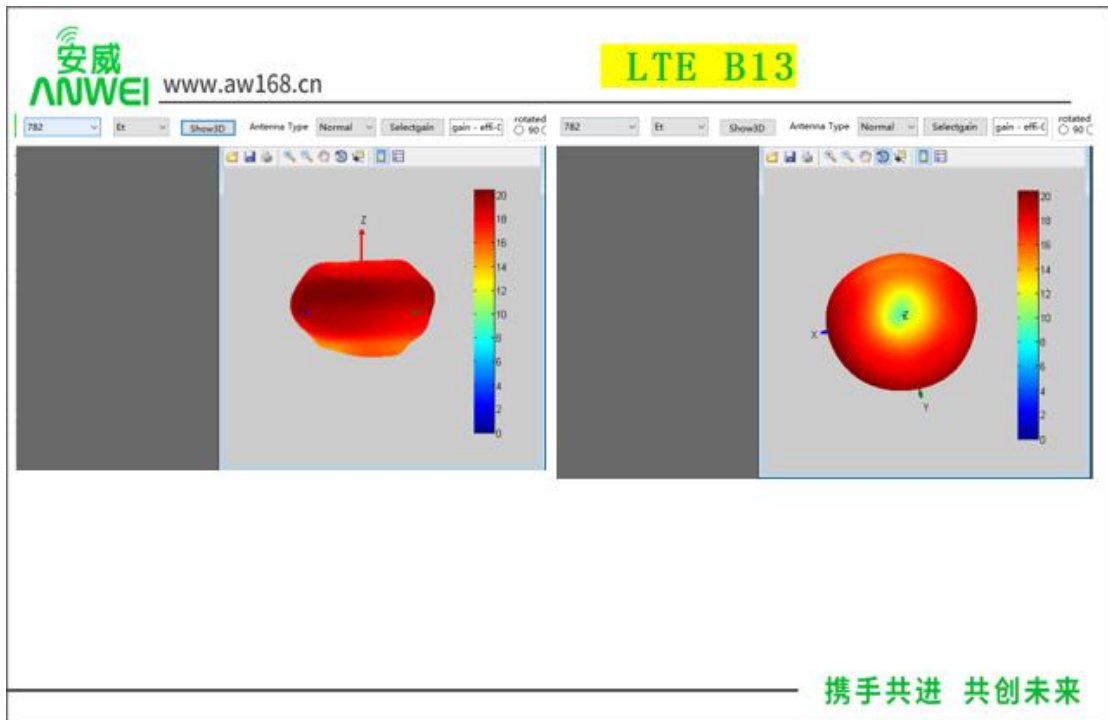 安威
ANWEI
www.aw168.cn
LTE B13
782 Et Show3D Antenna Type Normal Selectgain gain - effi-C rotated 90
782 Et Show3D Antenna Type Normal Selectgain gain - effi-C rotated 90
Z
20
18
16
14
12
10
8
6
4
2
0
Z
X
Y
20
18
16
14
12
10
8
6
4
2
0
携手共进 共创未来